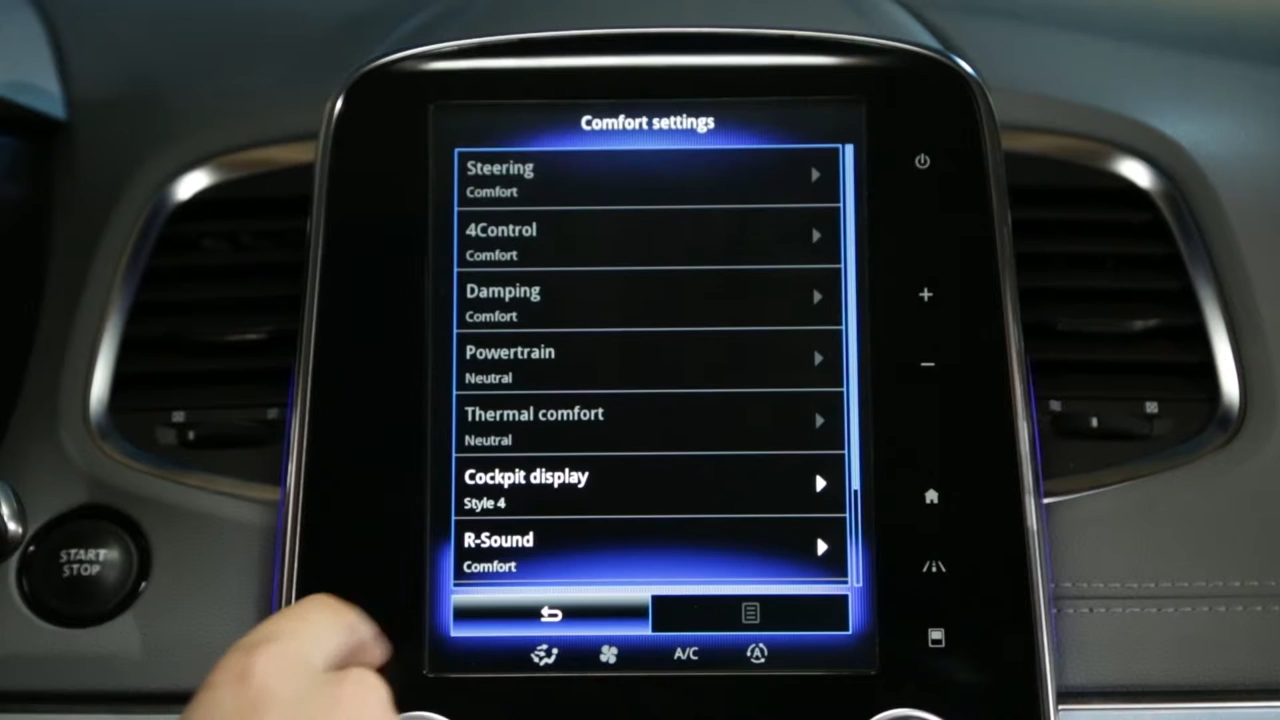 Comfort settings
Steering
Comfort
4Control
Comfort
Damping
Comfort
Powertrain
Neutral
Thermal comfort
Neutral
Cockpit display
Style 4
R-Sound
Comfort
A/C
A
START
STOP